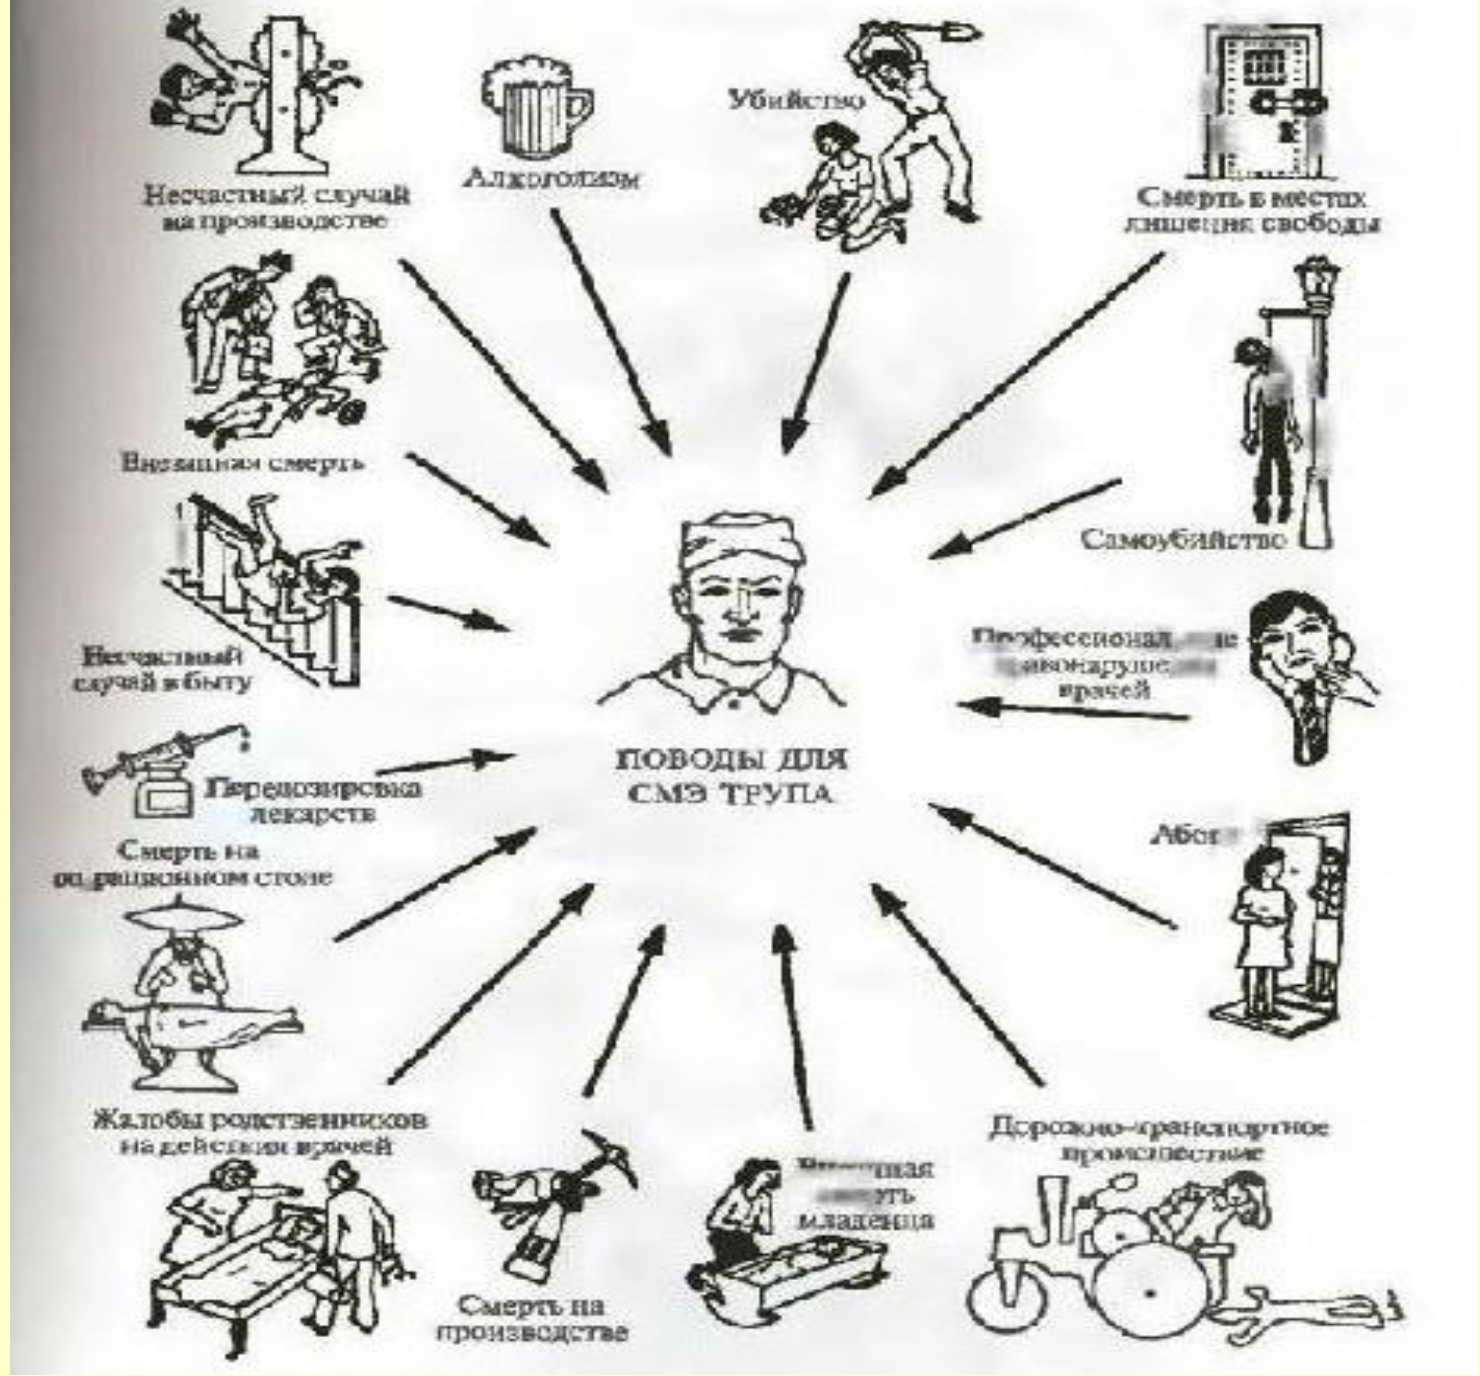 Несчастный случай
на производстве
Алкоголизм
Убийство
Смерть в местах
лишения свободы
Внезапная смерть
Самоубийство
Несчастный
случай в быту
врачей
Передозировка
лекарств
ПОВОДЫ ДЛЯ
СМЭ ТРУПА
Смерть на
столе
Жалобы родственников
на действия врачей
Смерть на
производстве
младенца
Дорожно-транспортное
происшествие